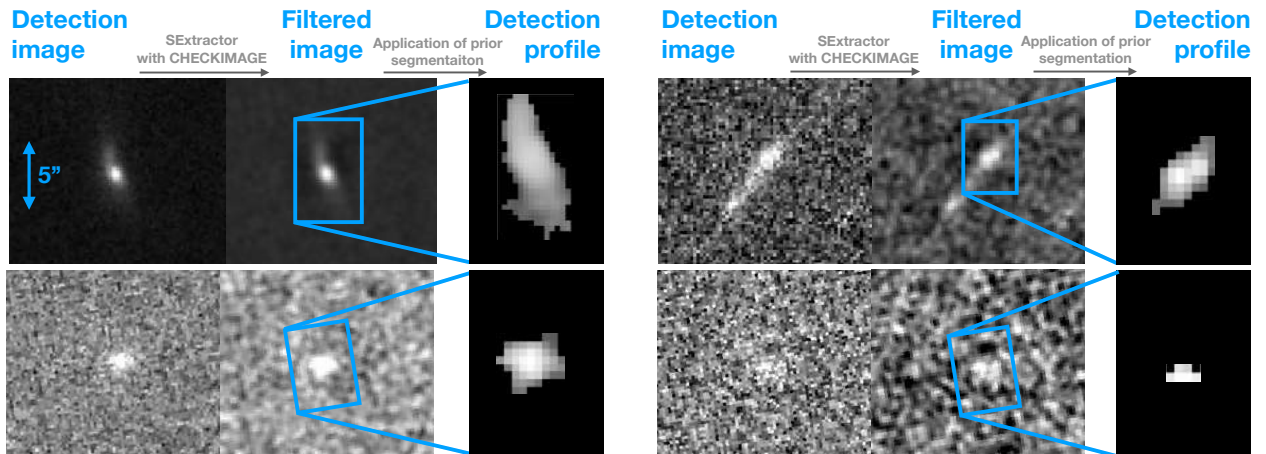 Detection
image
SExtractor
with CHECKIMAGE
Filtered
image
Application of prior
segmentaiton
Detection
profile
5”
Detection
image
SExtractor
with CHECKIMAGE
Filtered
image
Application of prior
segmentation
Detection
profile